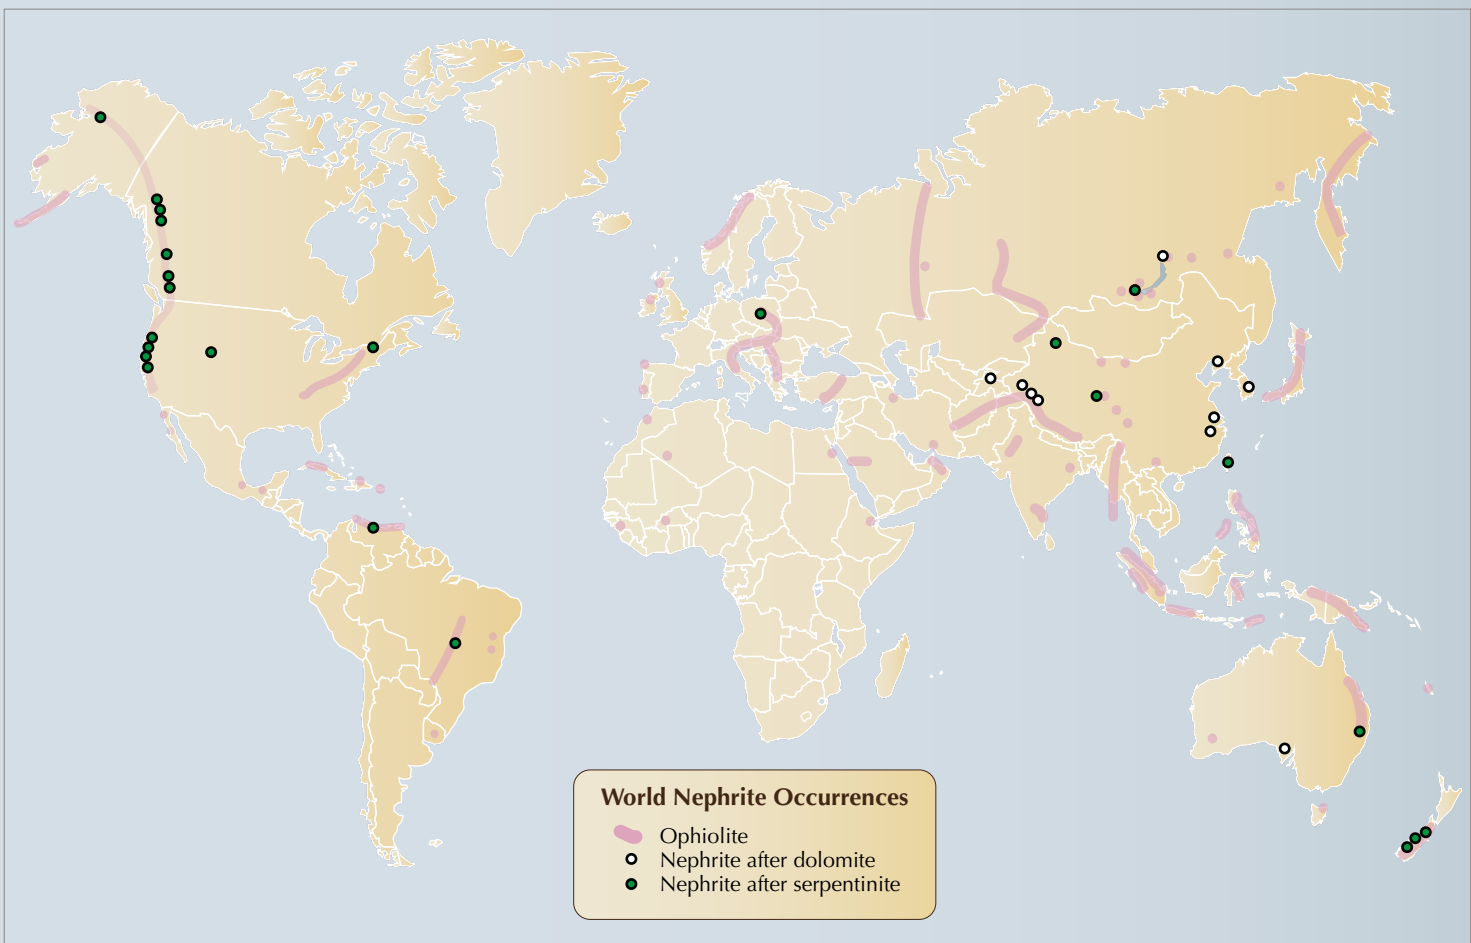 World Nephrite Occurrences
Ophiolite
Nephrite after dolomite
Nephrite after serpentinite